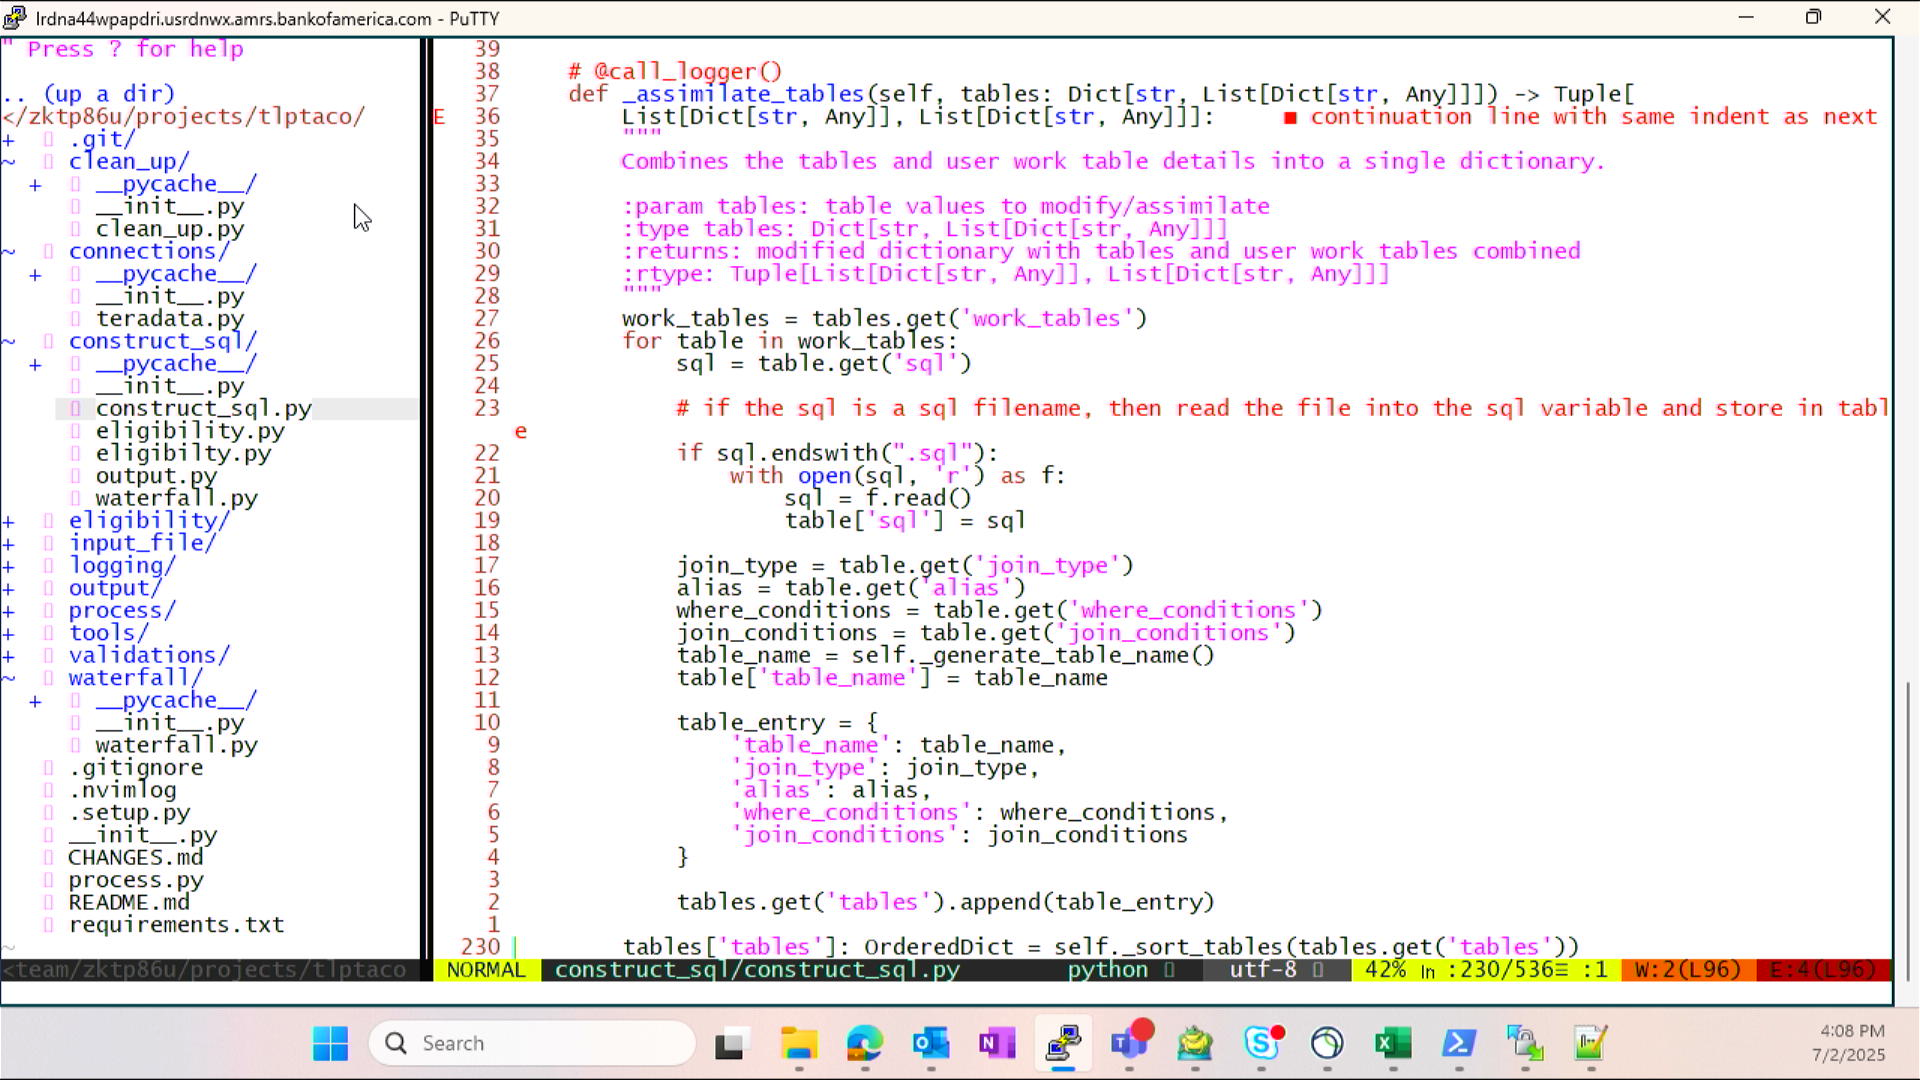 lrdna44wpapdri.usrdnwx.amrs.bankofamerica.com - PuTTY
" Press ? for help
.. (up a dir)
</zktp86u/projects/tlptaco/
+ .git/
~ clean_up/
+ __pycache__/
__init__.py
clean_up.py
~ connections/
+ __pycache__/
__init__.py
teradata.py
~ construct_sql/
+ __pycache__/
__init__.py
construct_sql.py
eligibility.py
eligibilty.py
output.py
waterfall.py
+ eligibility/
+ input_file/
+ logging/
+ output/
+ process/
+ tools/
+ validations/
~ waterfall/
+ __pycache__/
__init__.py
waterfall.py
.gitignore
.nvimlog
.setup.py
__init__.py
CHANGES.md
process.py
README.md
requirements.txt
~
<team/zktp86u/projects/tlptaco
39
38 # @call_logger()
37 def _assimilate_tables(self, tables: Dict[str, List[Dict[str, Any]]]) -> Tuple[
E 36 List[Dict[str, Any]], List[Dict[str, Any]]]: ■ continuation line with same indent as next
35 """
34 Combines the tables and user work table details into a single dictionary.
33
32 :param tables: table values to modify/assimilate
31 :type tables: Dict[str, List[Dict[str, Any]]]
30 :returns: modified dictionary with tables and user work tables combined
29 :rtype: Tuple[List[Dict[str, Any]], List[Dict[str, Any]]]
28 """
27 work_tables = tables.get('work_tables')
26 for table in work_tables:
25 sql = table.get('sql')
24
23 # if the sql is a sql filename, then read the file into the sql variable and store in tabl
e
22 if sql.endswith(".sql"):
21 with open(sql, 'r') as f:
20 sql = f.read()
19 table['sql'] = sql
18
17 join_type = table.get('join_type')
16 alias = table.get('alias')
15 where_conditions = table.get('where_conditions')
14 join_conditions = table.get('join_conditions')
13 table_name = self._generate_table_name()
12 table['table_name'] = table_name
11
10 table_entry = {
9 'table_name': table_name,
8 'join_type': join_type,
7 'alias': alias,
6 'where_conditions': where_conditions,
5 'join_conditions': join_conditions
4 }
3
2 tables.get('tables').append(table_entry)
1
230 tables['tables']: OrderedDict = self._sort_tables(tables.get('tables'))
NORMAL construct_sql/construct_sql.py python utf-8 42% ln :230/536≡ :1 W:2(L96) E:4(L96)
Search
4:08 PM
7/2/2025